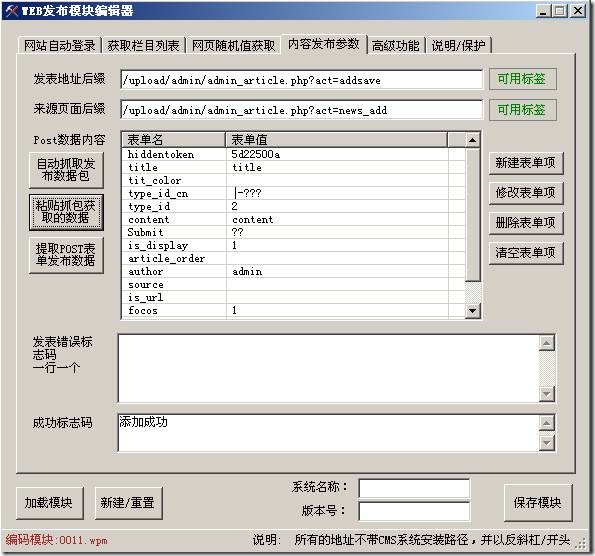 WEB发布模块编辑器
网站自动登录 获取栏目列表 网页随机值获取 内容发布参数 高级功能 说明/保护
发表地址后缀 /upload/admin/admin_article.php?act=addsave 可用标签
来源页面后缀 /upload/admin/admin_article.php?act=news_add 可用标签
Post数据内容
自动抓取发
布数据包
粘贴抓包获
取的数据
提取POST表
单发布数据
表单名 表单值
hiddentoken 5d22500a
title title
tit_color
type_id_cn |-???
type_id 2
content content
Submit ??
is_display 1
article_order
author admin
source
is_url
focos 1
新建表单项
修改表单项
删除表单项
清空表单项
发表错误标
志码
一行一个
成功标志码 添加成功
加载模块 新建/重置
系统名称:
版本号:
保存模块
编码模块:0011.wpm 说明: 所有的地址不带CMS系统安装路径,并以反斜杠/开头